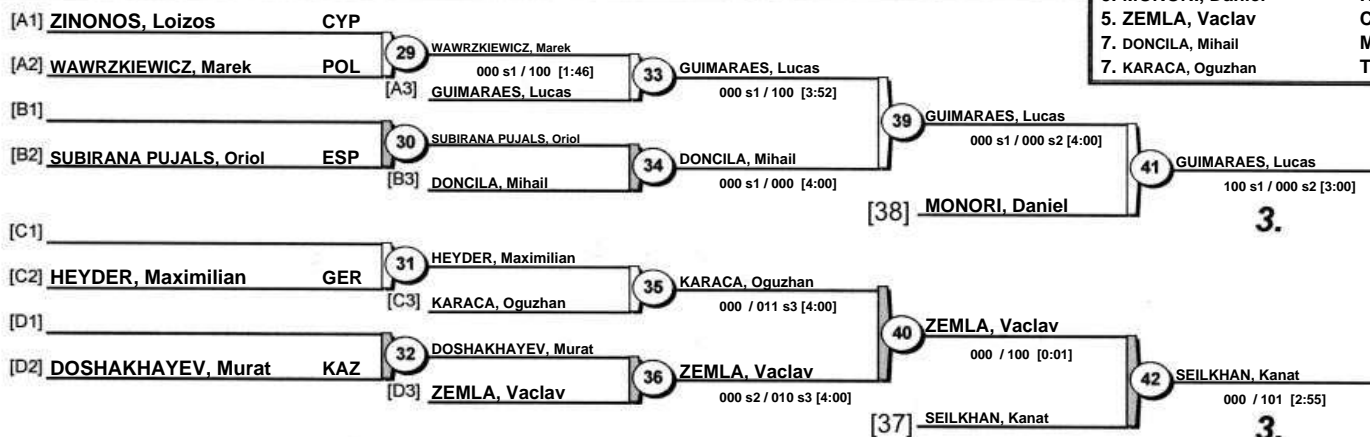 5. ZEMLA, Vaclav
7. DONCILA, Mihail M
7. KARACA, Oguzhan T
[A1] ZINONOS, Loizos CYP
29 WAWRZKIEWICZ, Marek
[A2] WAWRZKIEWICZ, Marek POL
000 s1 / 100 [1:46]
33 GUIMARAES, Lucas
[A3] GUIMARAES, Lucas
000 s1 / 100 [3:52]
[B1]
39 GUIMARAES, Lucas
30 SUBIRANA PUJALS, Oriol
000 s1 / 000 s2 [4:00]
[B2] SUBIRANA PUJALS, Oriol ESP
34 DONCILA, Mihail
41 GUIMARAES, Lucas
[B3] DONCILA, Mihail
000 s1 / 000 [4:00]
100 s1 / 000 s2 [3:00]
[38] MONORI, Daniel
3.
[C1]
31 HEYDER, Maximilian
[C2] HEYDER, Maximilian GER
35 KARACA, Oguzhan
[C3] KARACA, Oguzhan
000 / 011 s3 [4:00]
[D1]
40 ZEMLA, Vaclav
32 DOSHAKHAYEV, Murat
000 / 100 [0:01]
[D2] DOSHAKHAYEV, Murat KAZ
36 ZEMLA, Vaclav
42 SEILKHAN, Kanat
[D3] ZEMLA, Vaclav
000 s2 / 010 s3 [4:00]
000 / 101 [2:55]
[37] SEILKHAN, Kanat
3.